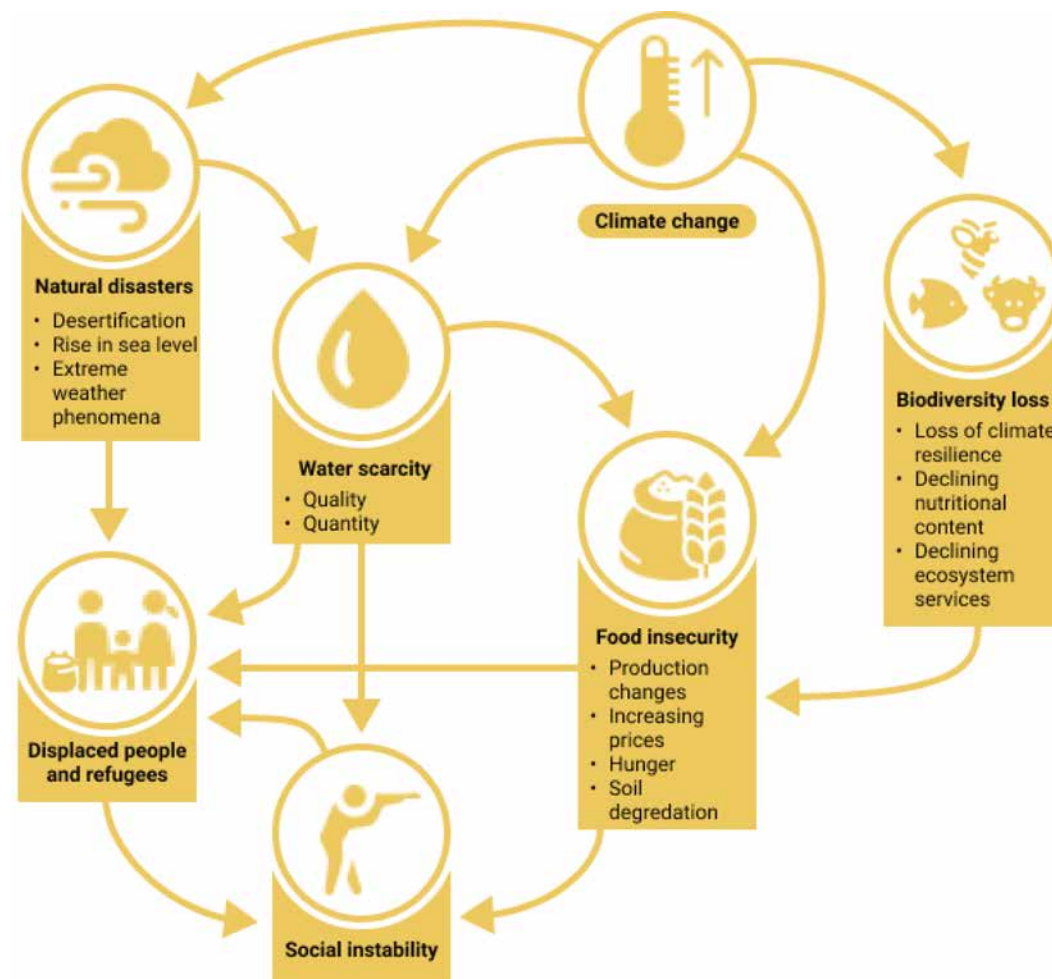 Climate change
Natural disasters
• Desertification
• Rise in sea level
• Extreme
weather
phenomena
Water scarcity
• Quality
• Quantity
Biodiversity loss
• Loss of climate
resilience
• Declining
nutritional
content
• Declining
ecosystem
services
Food insecurity
• Production
changes
• Increasing
prices
• Hunger
• Soil
degredation
Displaced people
and refugees
Social instability